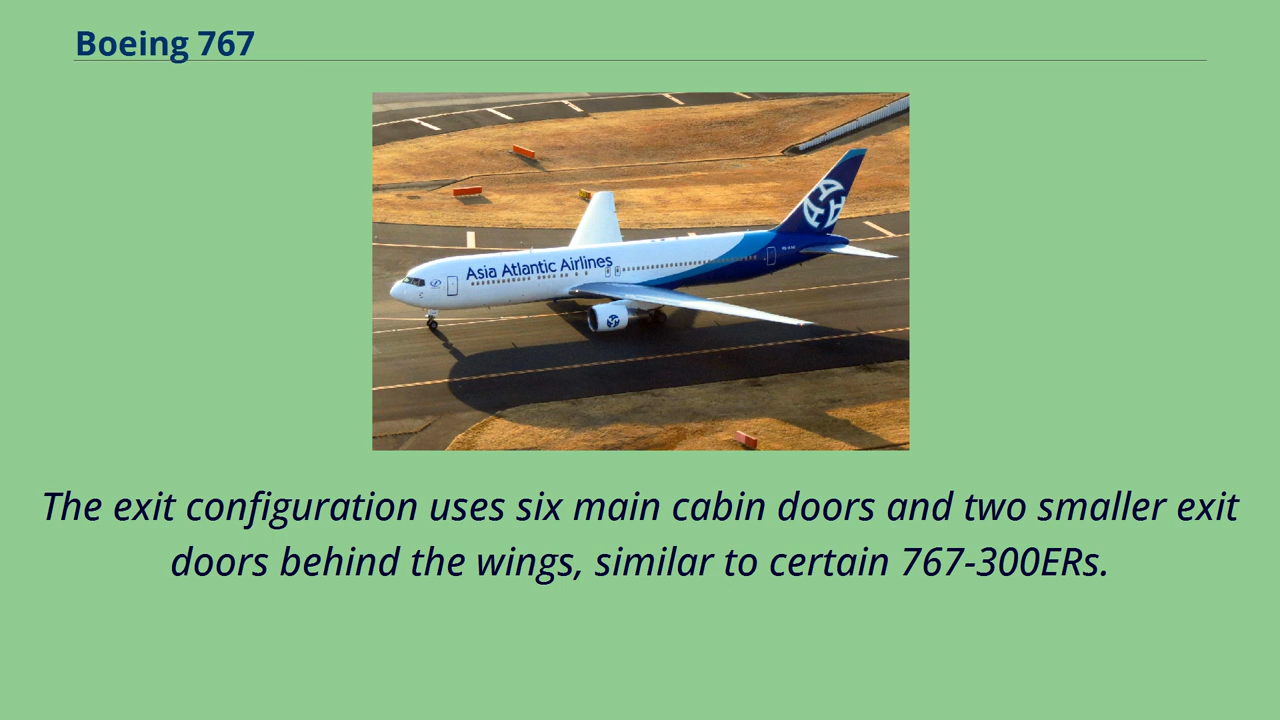 Boeing 767
Asia Atlantic Airlines
The exit configuration uses six main cabin doors and two smaller exit
doors behind the wings, similar to certain 767-300ERs.